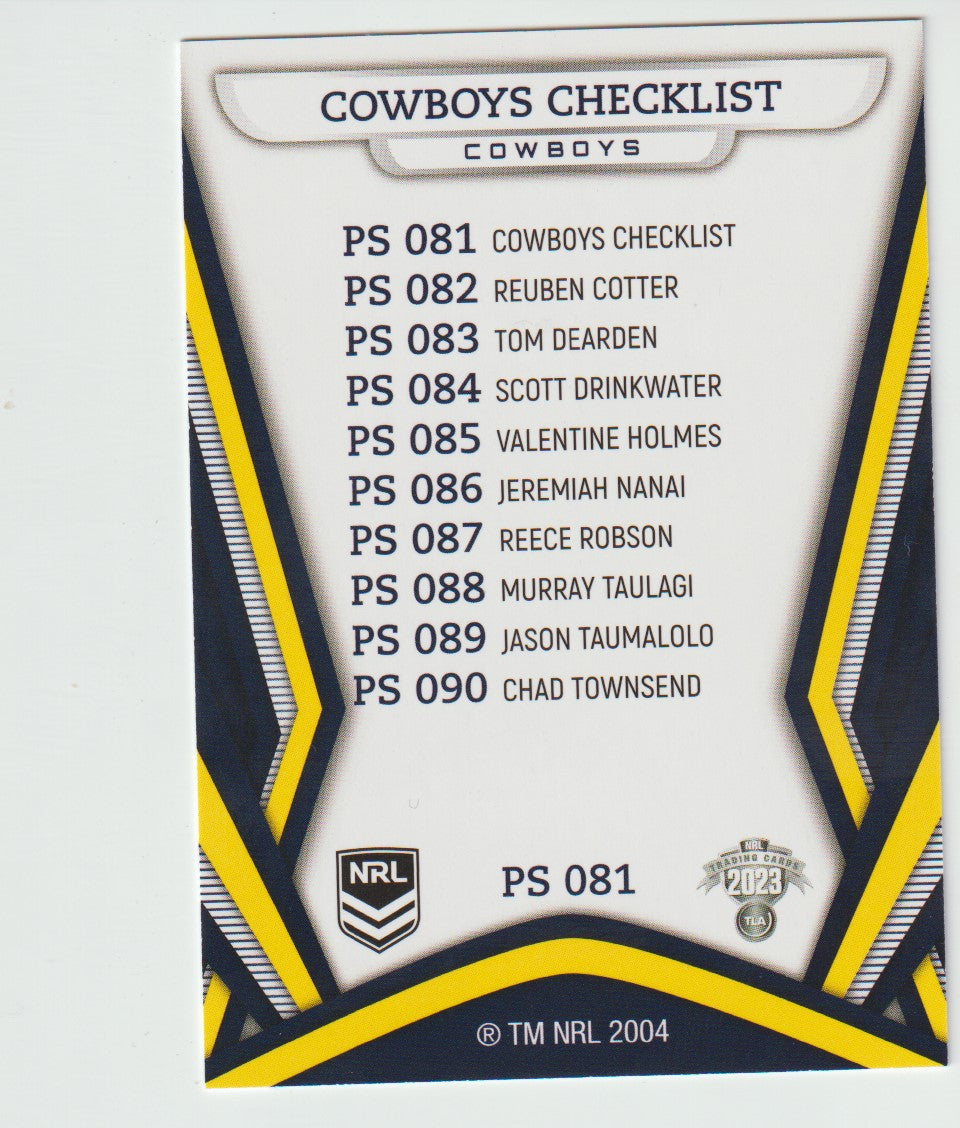 COWBOYS CHECKLIST
COWBOYS
PS 081 COWBOYS CHECKLIST
PS 082 REUBEN COTTER
PS 083 TOM DEARDEN
PS 084 SCOTT DRINKWATER
PS 085 VALENTINE HOLMES
PS 086 JEREMIAH NANAI
PS 087 REECE ROBSON
PS 088 MURRAY TAULAGI
PS 089 JASON TAUMALOLO
PS 090 CHAD TOWNSEND
NRL
PS 081
NRL
TRADING CARDS
2023
TLA
® TM NRL 2004